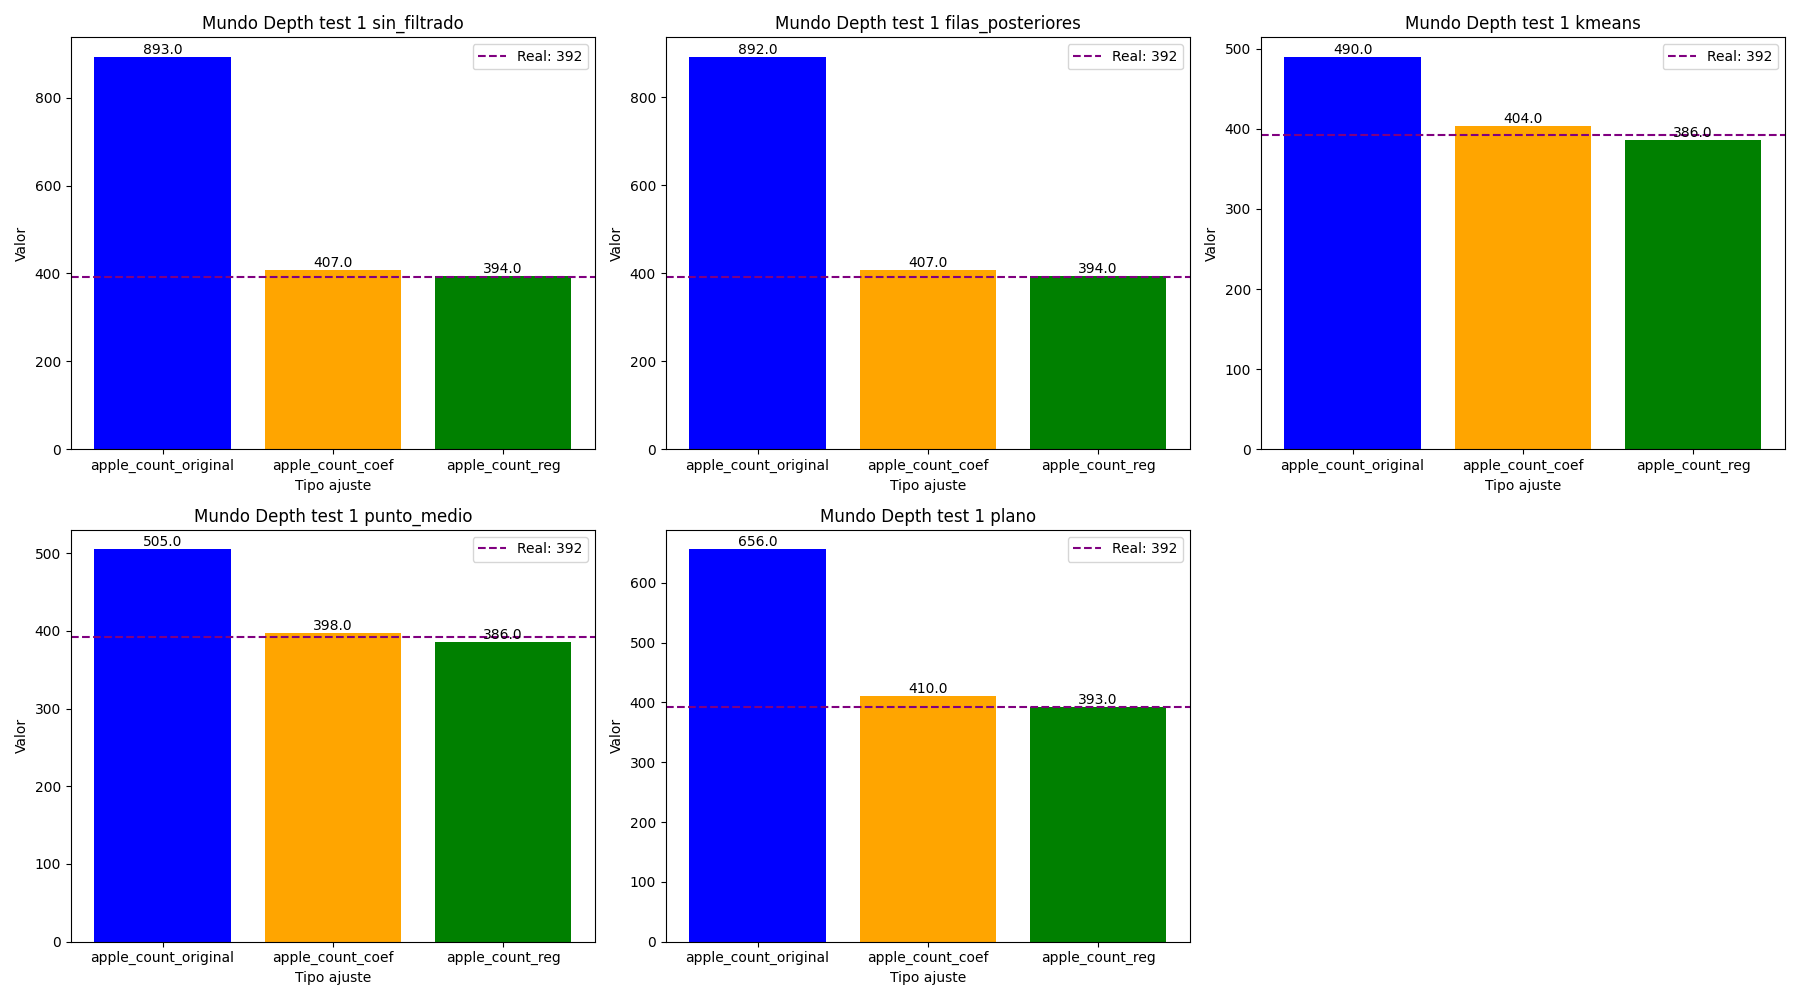 Mundo Depth test 1 sin_filtrado
893.0
Real: 392
800
600
400
200
0
Valor
407.0
394.0
apple_count_original
apple_count_coef
apple_count_reg
Tipo ajuste
Mundo Depth test 1 filas_posteriores
892.0
Real: 392
800
600
400
200
0
Valor
407.0
394.0
apple_count_original
apple_count_coef
apple_count_reg
Tipo ajuste
Mundo Depth test 1 kmeans
490.0
Real: 392
500
400
300
200
100
0
Valor
404.0
386.0
apple_count_original
apple_count_coef
apple_count_reg
Tipo ajuste
Mundo Depth test 1 punto_medio
505.0
Real: 392
500
400
300
200
100
0
Valor
398.0
386.0
apple_count_original
apple_count_coef
apple_count_reg
Tipo ajuste
Mundo Depth test 1 plano
656.0
Real: 392
600
500
400
300
200
100
0
Valor
410.0
393.0
apple_count_original
apple_count_coef
apple_count_reg
Tipo ajuste